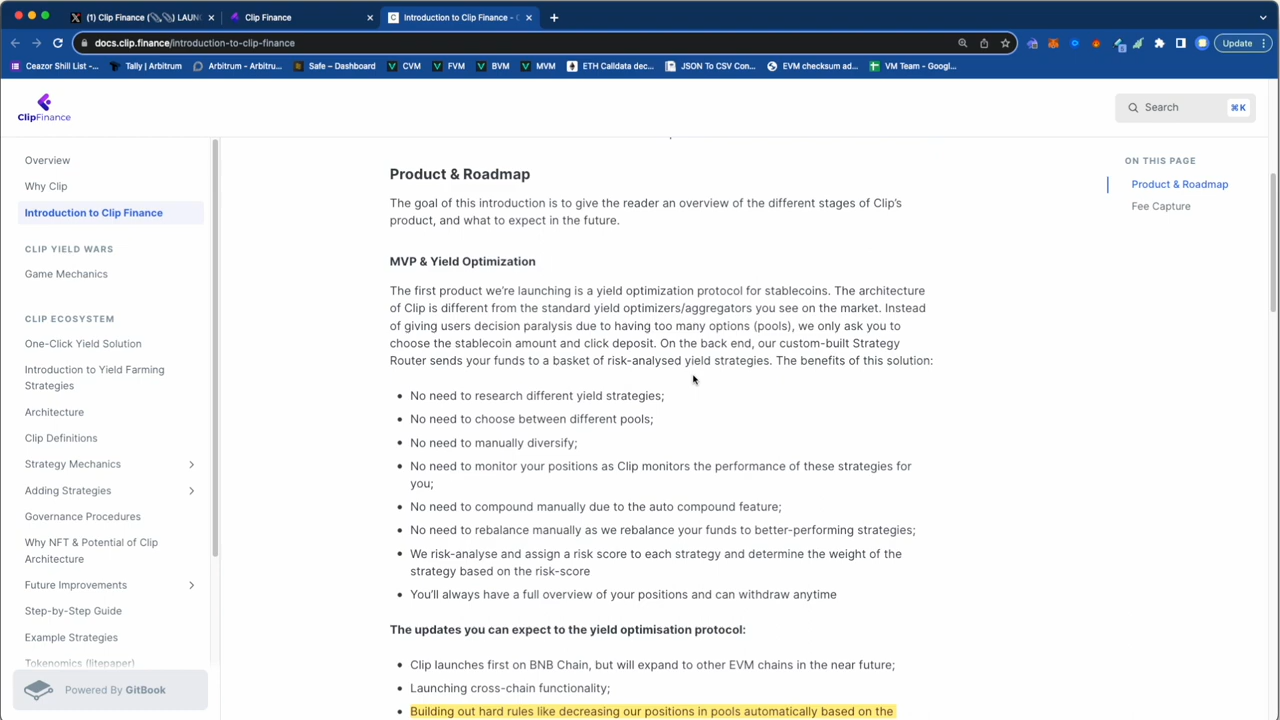 (1) Clip Finance (📎,📎) LAUN
Clip Finance
Introduction to Clip Finance -
Update
docs.clip.finance/introduction-to-clip-finance
Ceazor Shill List -...
Tally | Arbitrum
Arbitrum - Arbitru...
Safe – Dashboard
CVM
FVM
BVM
MVM
ETH Calldata dec...
JSON To CSV Con...
EVM checksum ad...
VM Team - Googl...
ClipFinance
Search
⌘K
Overview
Why Clip
Introduction to Clip Finance
CLIP YIELD WARS
Game Mechanics
CLIP ECOSYSTEM
One-Click Yield Solution
Introduction to Yield Farming
Strategies
Architecture
Clip Definitions
Strategy Mechanics
Adding Strategies
Governance Procedures
Why NFT & Potential of Clip
Architecture
Future Improvements
Step-by-Step Guide
Example Strategies
Tokenomics (litepaper)
Powered By GitBook
Product & Roadmap
The goal of this introduction is to give the reader an overview of the different stages of Clip's
product, and what to expect in the future.
MVP & Yield Optimization
The first product we're launching is a yield optimization protocol for stablecoins. The architecture
of Clip is different from the standard yield optimizers/aggregators you see on the market. Instead
of giving users decision paralysis due to having too many options (pools), we only ask you to
choose the stablecoin amount and click deposit. On the back end, our custom-built Strategy
Router sends your funds to a basket of risk-analysed yield strategies. The benefits of this solution:
• No need to research different yield strategies;
• No need to choose between different pools;
• No need to manually diversify;
• No need to monitor your positions as Clip monitors the performance of these strategies for
you;
• No need to compound manually due to the auto compound feature;
• No need to rebalance manually as we rebalance your funds to better-performing strategies;
• We risk-analyse and assign a risk score to each strategy and determine the weight of the
strategy based on the risk-score
• You'll always have a full overview of your positions and can withdraw anytime
The updates you can expect to the yield optimisation protocol:
• Clip launches first on BNB Chain, but will expand to other EVM chains in the near future;
• Launching cross-chain functionality;
• Building out hard rules like decreasing our positions in pools automatically based on the
ON THIS PAGE
Product & Roadmap
Fee Capture